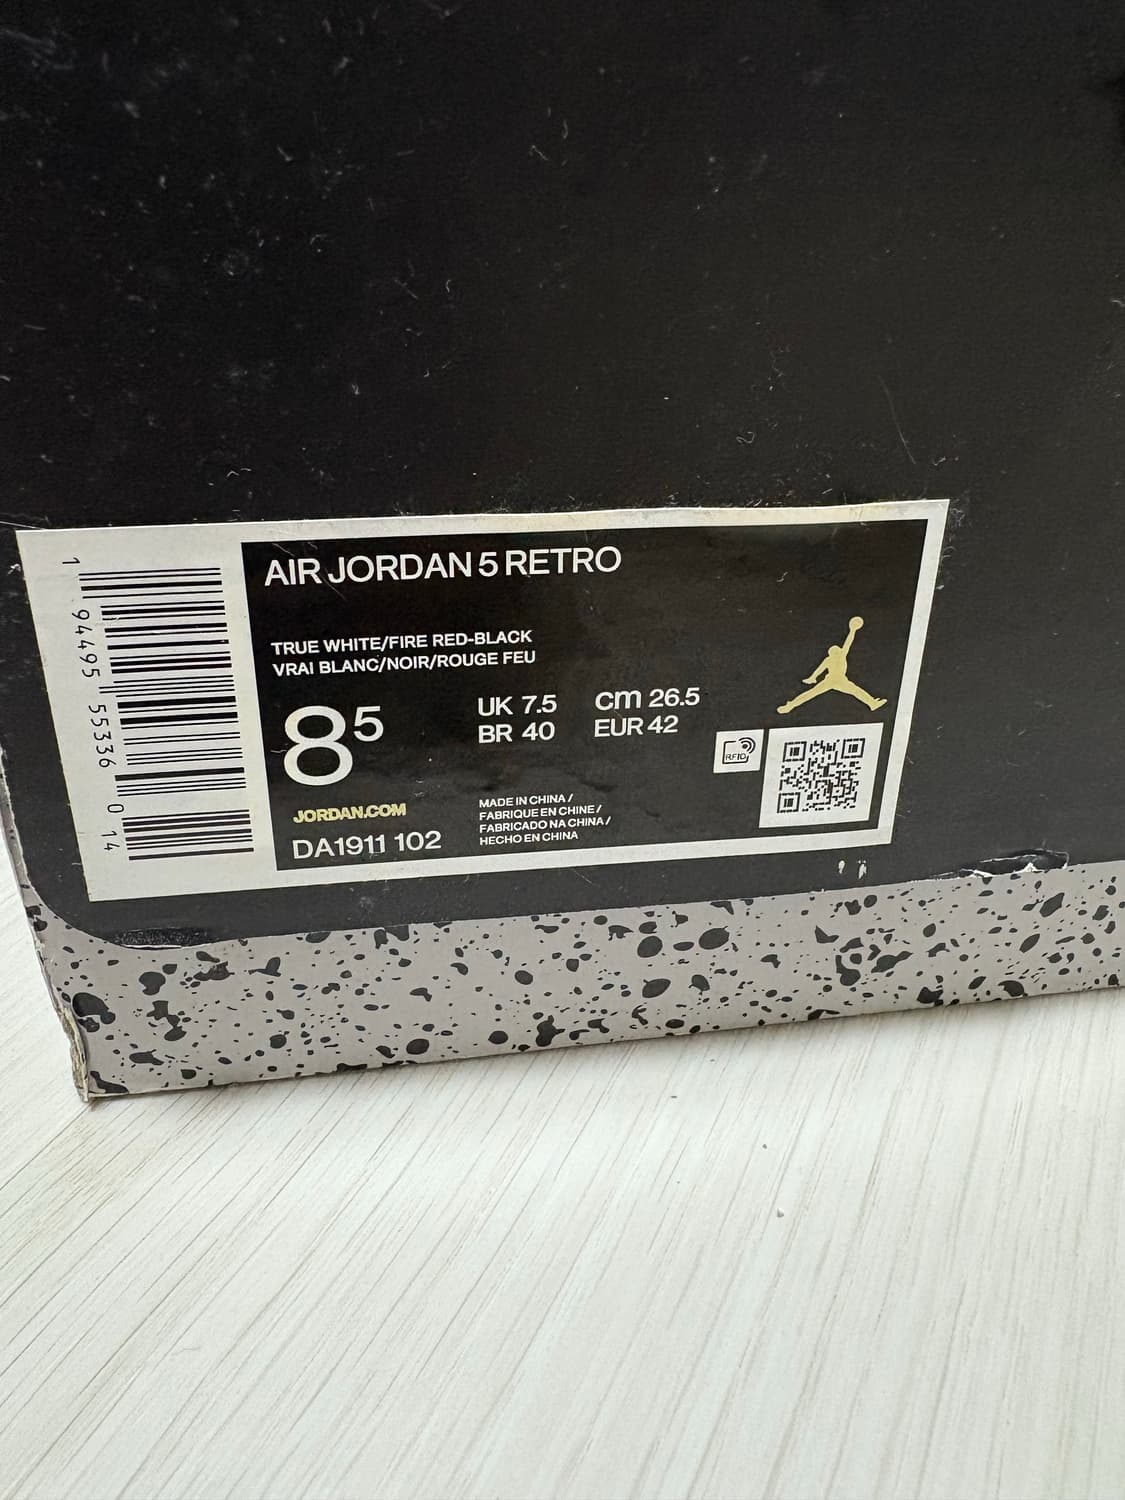 AIR JORDAN 5 RETRO
TRUE WHITE/FIRE RED-BLACK
VRAI BLANC/NOIR/ROUGE FEU
8⁵
UK 7.5 cm 26.5
BR 40 EUR 42
JORDAN.COM
DA1911 102
MADE IN CHINA /
FABRIQUE EN CHINE /
FABRICADO NA CHINA /
HECHO EN CHINA
RFID
1 94495 55336 0 14